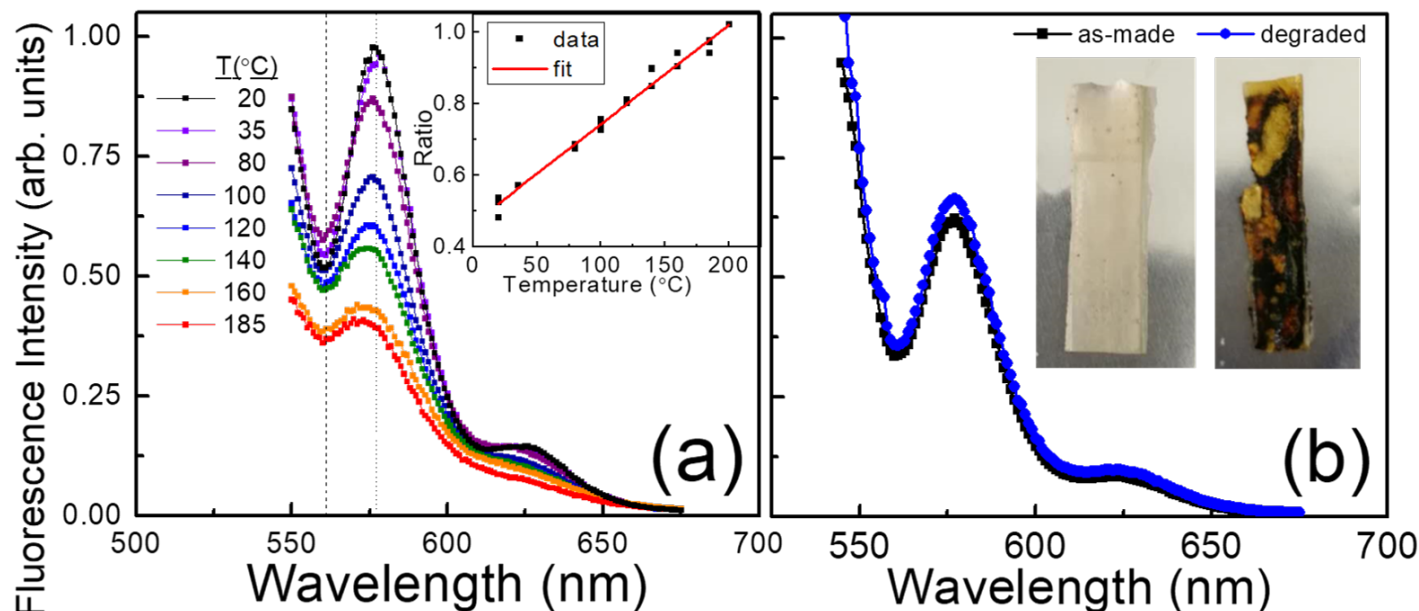 Fluorescence Intensity (arb. units)
1.00
0.75
0.50
0.25
0.00
T(°C)
20
35
80
100
120
140
160
185
500
550
600
650
700
Wavelength (nm)
(a)
Ratio
1.0
0.8
0.6
0.4
data
fit
0
50
100
150
200
Temperature (°C)
as-made
degraded
(b)
550
600
650
700
Wavelength (nm)